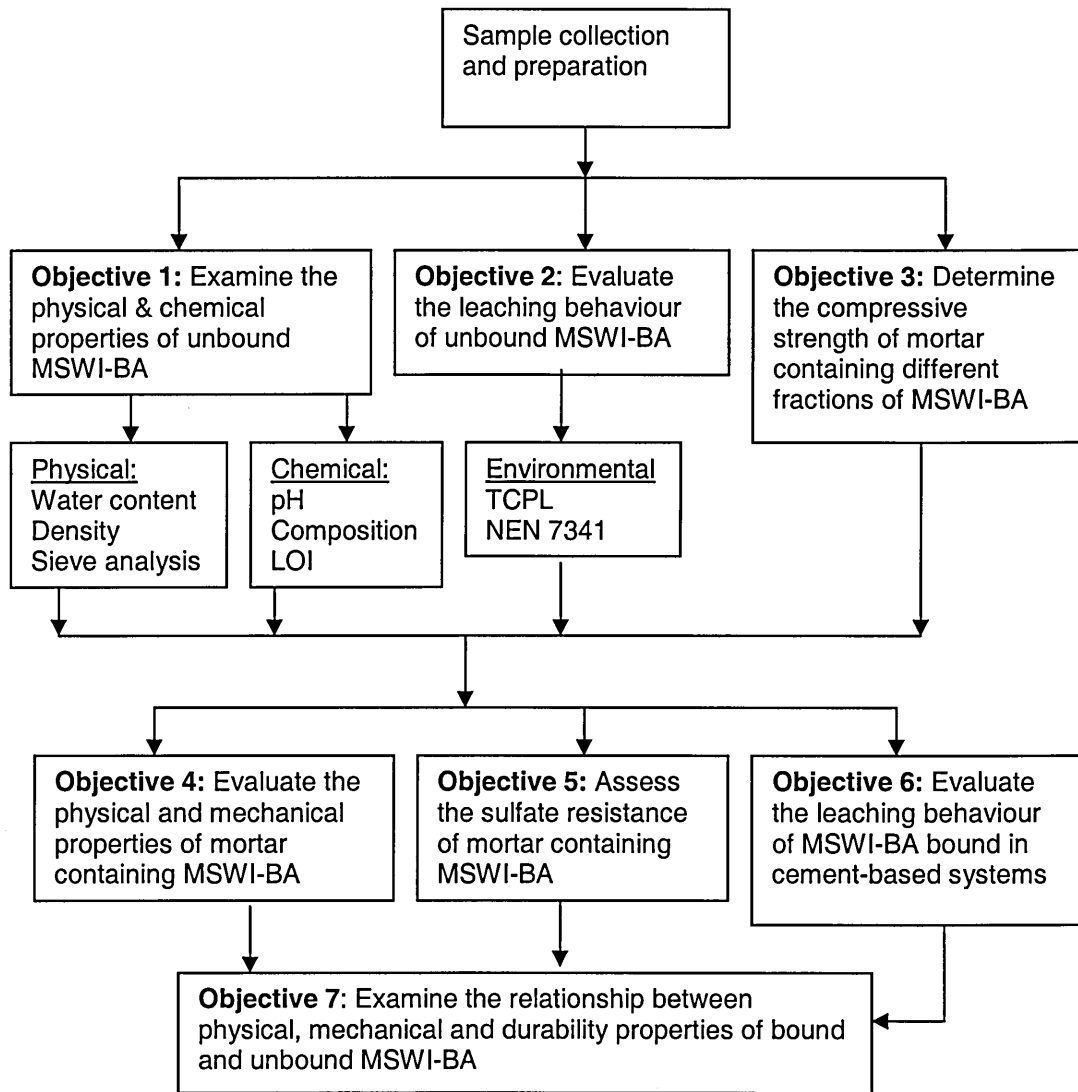 Sample collection
and preparation
Objective 1: Examine the
physical & chemical
properties of unbound
MSWI-BA
Objective 2: Evaluate
the leaching behaviour
of unbound MSWI-BA
Objective 3: Determine
the compressive
strength of mortar
containing different
fractions of MSWI-BA
Physical:
Water content
Density
Sieve analysis
Chemical:
pH
Composition
LOI
Environmental
TCPL
NEN 7341
Objective 4: Evaluate the
physical and mechanical
properties of mortar
containing MSWI-BA
Objective 5: Assess
the sulfate resistance
of mortar containing
MSWI-BA
Objective 6: Evaluate
the leaching behaviour
of MSWI-BA bound in
cement-based systems
Objective 7: Examine the relationship between
physical, mechanical and durability properties of bound
and unbound MSWI-BA